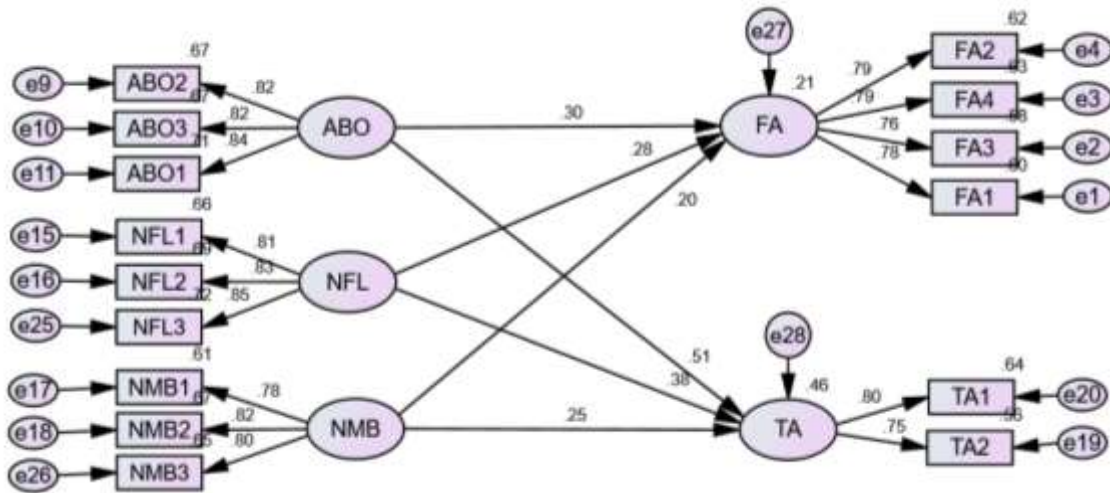 e27
.62
e4
FA2
.67
.79
e9
ABO2
.82
.21
e3
FA4
.79
e10
ABO3
.82
ABO
.30
FA
.76
e2
FA3
e11
ABO1
.84
.28
.78
e1
FA1
.66
.20
e15
NFL1
.81
e16
NFL2
.83
NFL
e25
NFL3
.85
e28
.61
.51
.64
e17
NMB1
.78
.38
.46
.80
TA1
e20
e18
NMB2
.82
NMB
.25
TA
e26
NMB3
.80
.75
TA2
e19